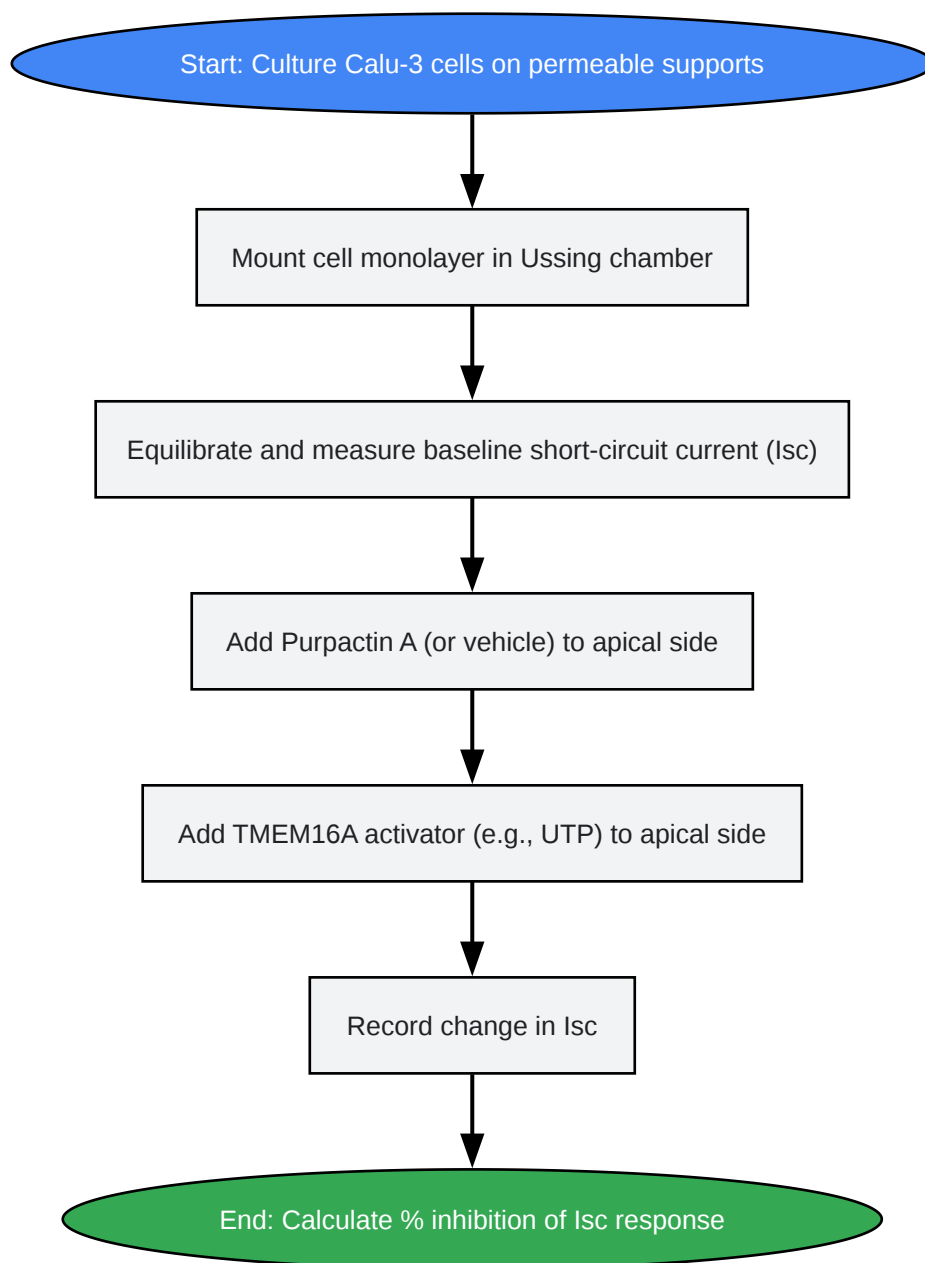 Start: Culture Calu-3 cells on permeable supports
Mount cell monolayer in Ussing chamber
Equilibrate and measure baseline short-circuit current (Isc)
Add Purpactin A (or vehicle) to apical side
Add TMEM16A activator (e.g., UTP) to apical side
Record change in Isc
End: Calculate % inhibition of Isc response